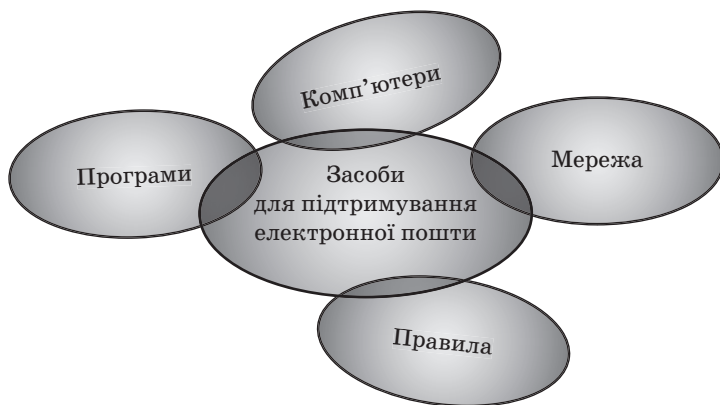 Комп’ютери
Програми
Засоби
для підтримування
електронної пошти
Мережа
Правила